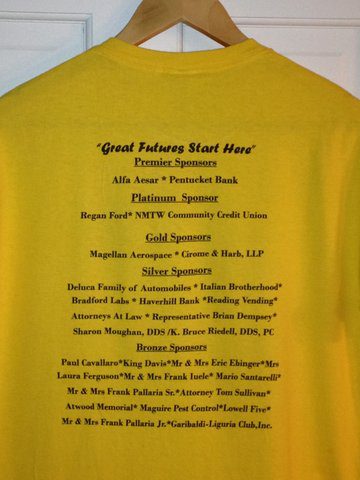 "Great Futures Start Here"
Premier Sponsors
Alfa Aesar * Pentucket Bank
Platinum Sponsor
Regan Ford* NMTW Community Credit Union
Gold Sponsors
Magellan Aerospace * Cirome & Harb, LLP
Silver Sponsors
Deluca Family of Automobiles * Italian Brotherhood*
Bradford Labs * Haverhill Bank *Reading Vending*
Attorneys At Law * Representative Brian Dempsey*
Sharon Moughan, DDS /K. Bruce Riedell, DDS, PC
Bronze Sponsors
Paul Cavallaro*King Davis*Mr & Mrs Eric Ebinger*Mrs
Laura Ferguson*Mr & Mrs Frank Iuele* Mario Santarelli*
Mr & Mrs Frank Pallaria Sr.*Attorney Tom Sullivan*
Atwood Memorial* Maguire Pest Control*Lowell Five*
Mr & Mrs Frank Pallaria Jr.*Garibaldi-Liguria Club,Inc.